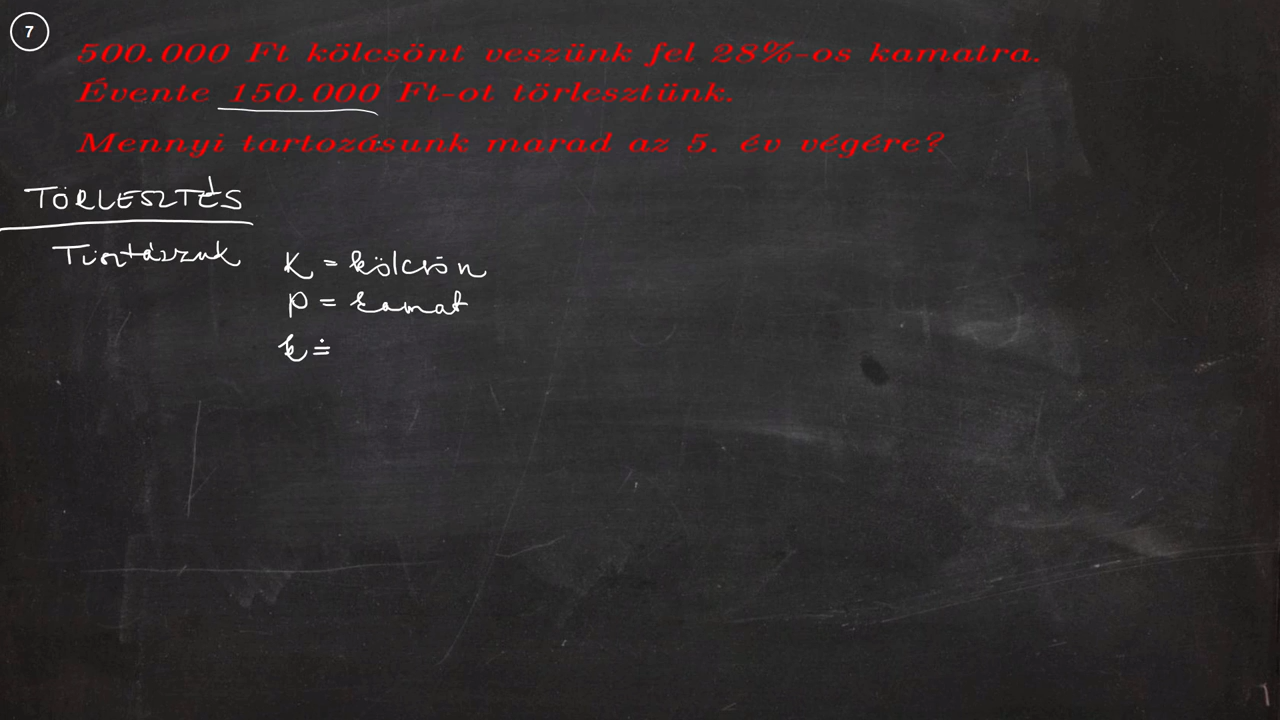 7
500.000 Ft kölcsönt veszünk fel 28%-os kamatra.
Évente 150.000 Ft-ot törlesztünk.
Mennyi tartozásunk marad az 5. év végére?
TÖRLESZTÉS
Tisztázzuk
K = kölcsön
p = kamat
k =